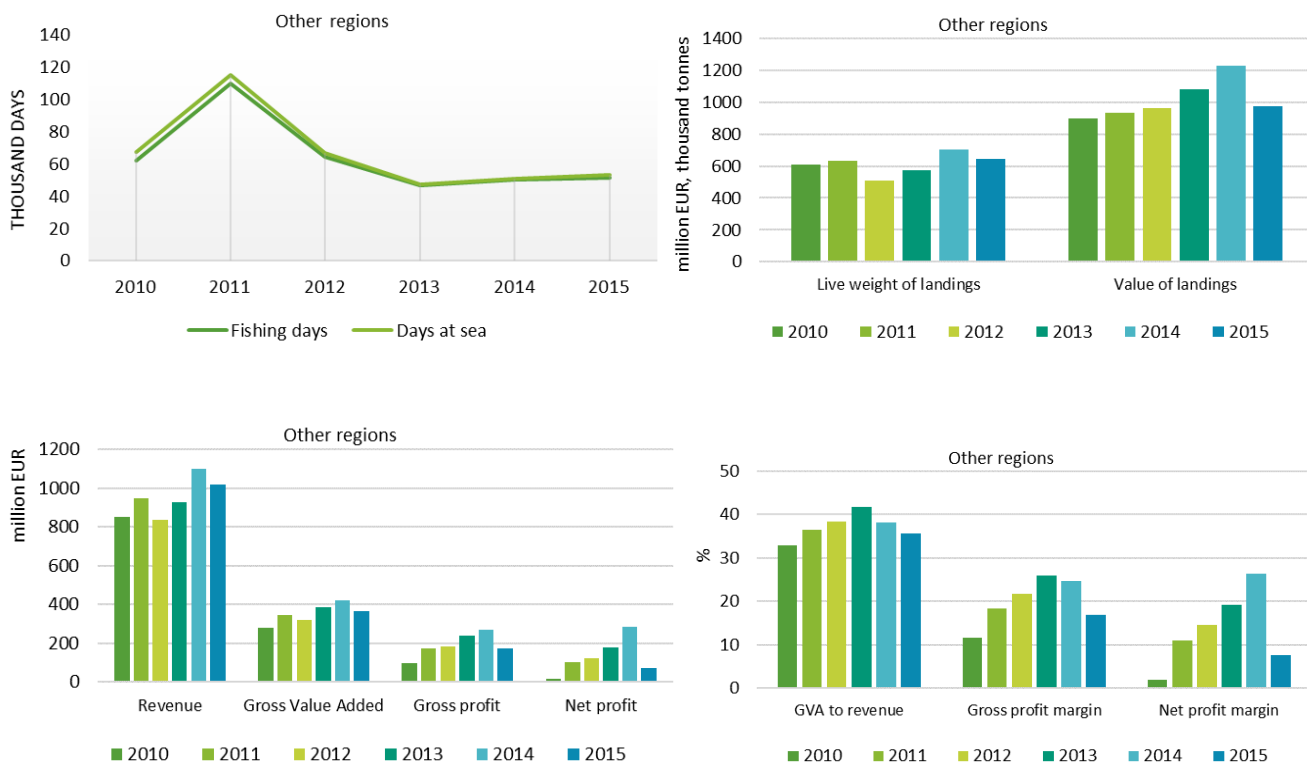 Other regions
THOUSAND DAYS
140
120
100
80
60
40
20
0
2010 2011 2012 2013 2014 2015
Fishing days Days at sea
Other regions
million EUR, thousand tonnes
1400
1200
1000
800
600
400
200
0
Live weight of landings Value of landings
2010 2011 2012 2013 2014 2015
Other regions
million EUR
1200
1000
800
600
400
200
0
Revenue Gross Value Added Gross profit Net profit
2010 2011 2012 2013 2014 2015
Other regions
%
50
40
30
20
10
0
GVA to revenue Gross profit margin Net profit margin
2010 2011 2012 2013 2014 2015